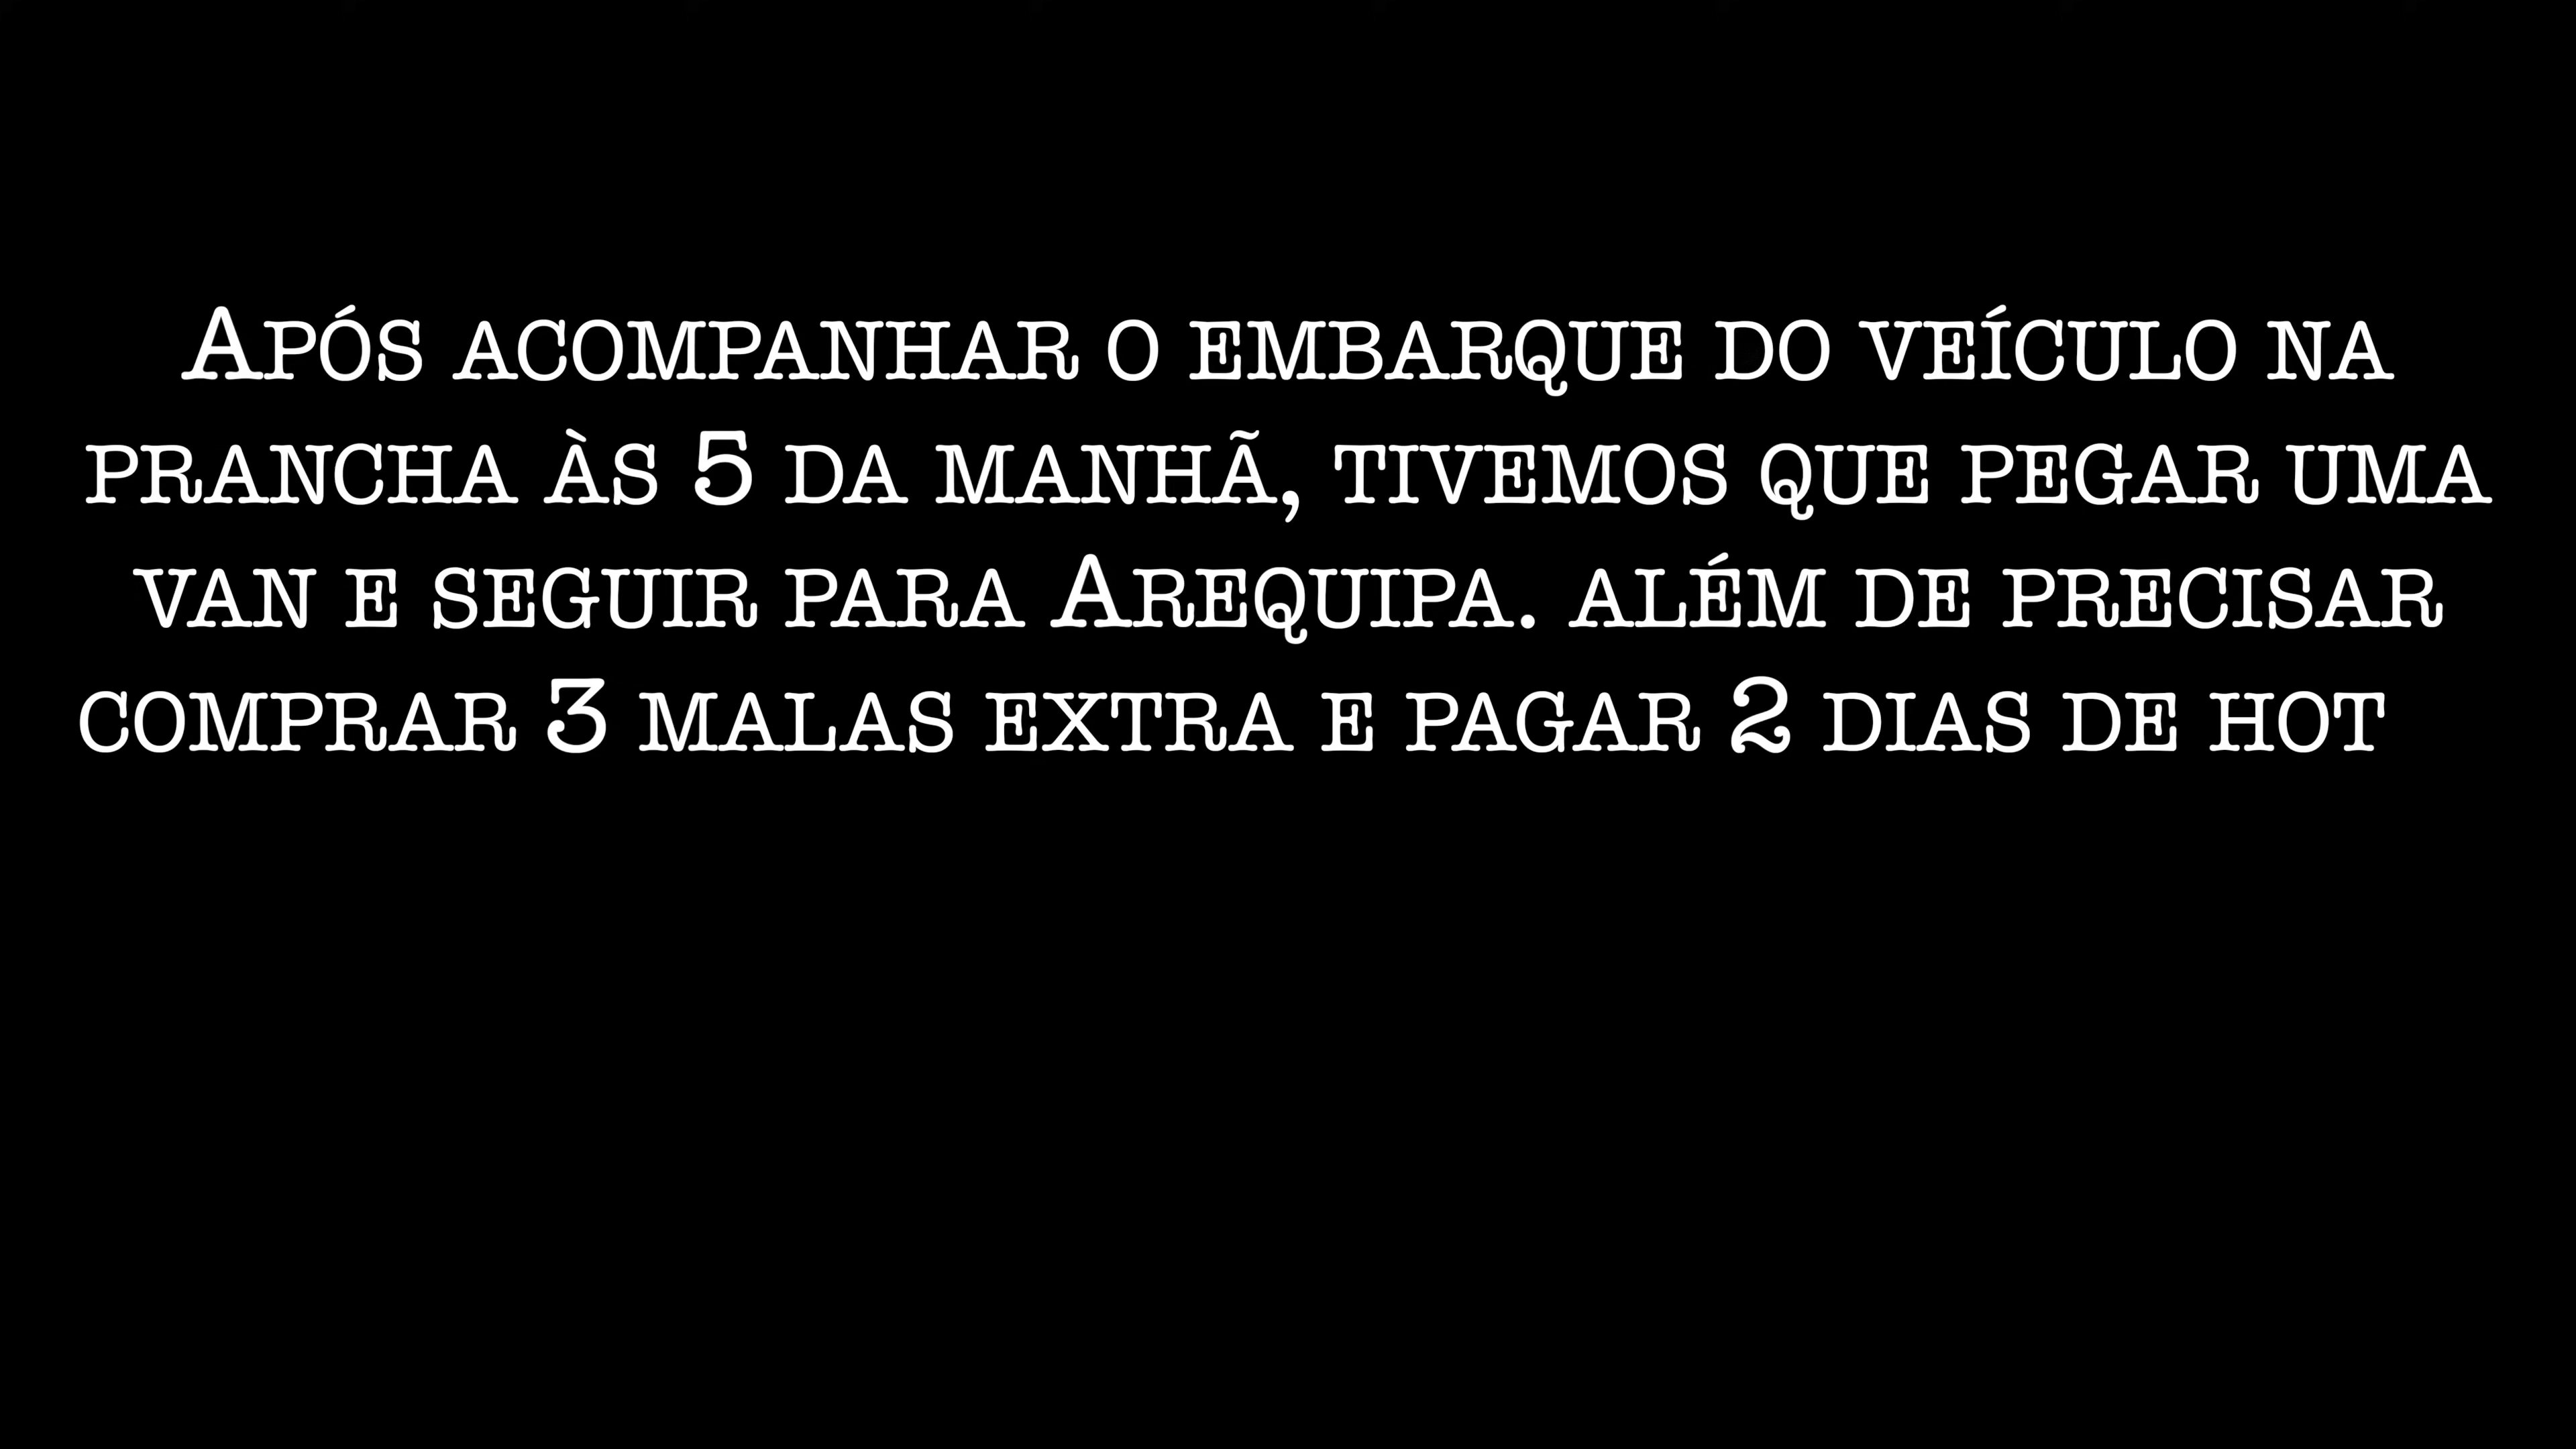 Após acompanhar o embarque do veículo na
prancha às 5 da manhã, tivemos que pegar uma
van e seguir para Arequipa. além de precisar
comprar 3 malas extra e pagar 2 dias de hot